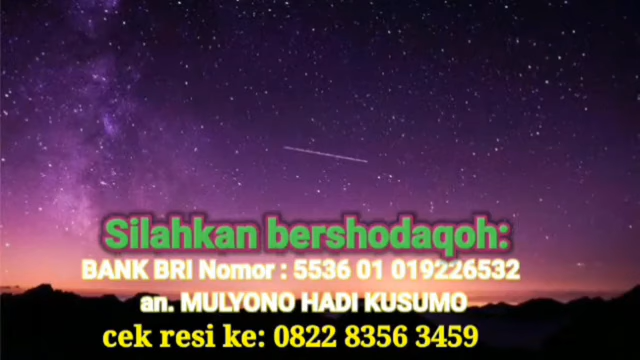 Silahkan bershodaqoh:
BANK BRI Nomor : 5536 01 019226532
an. MULYONO HADI KUSUMO
cek resi ke: 0822 8356 3459